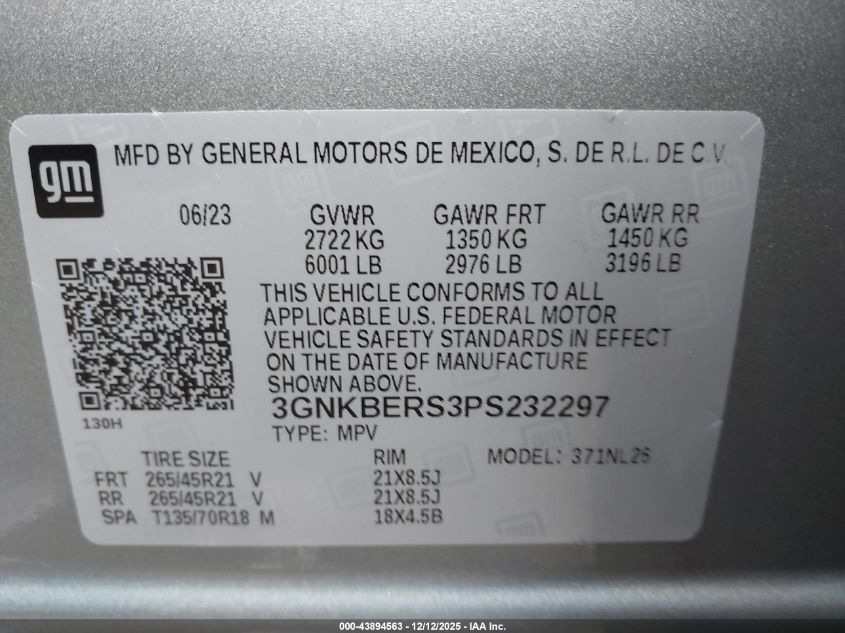 gm
MFD BY GENERAL MOTORS DE MEXICO, S. DE R.L. DE C.V.
06/23 GVWR GAWR FRT GAWR RR
2722 KG 1350 KG 1450 KG
6001 LB 2976 LB 3196 LB
THIS VEHICLE CONFORMS TO ALL
APPLICABLE U.S. FEDERAL MOTOR
VEHICLE SAFETY STANDARDS IN EFFECT
ON THE DATE OF MANUFACTURE
SHOWN ABOVE.
3GNKBERS3PS232297
130H
TYPE: MPV
TIRE SIZE RIM MODEL: 371NL26
FRT 265/45R21 V 21X8.5J
RR 265/45R21 V 21X8.5J
SPA T135/70R18 M 18X4.5B
000-43894563 - 12/12/2025 - IAA Inc.